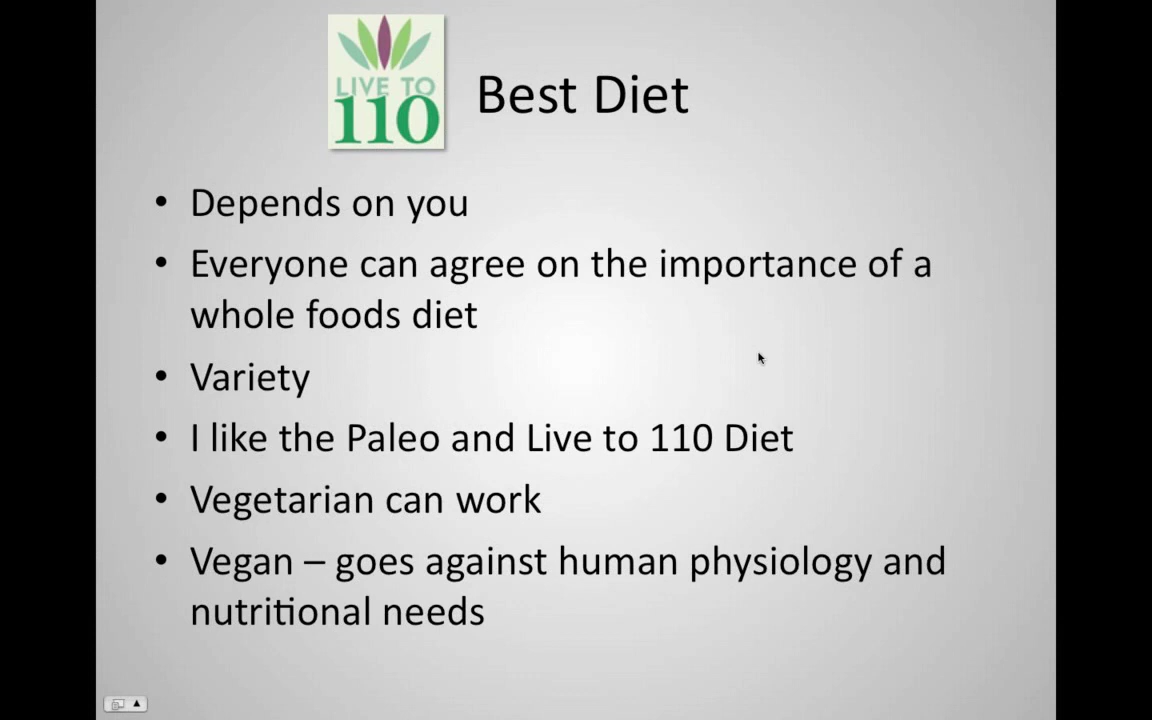 LIVE TO
110
Best Diet
• Depends on you
• Everyone can agree on the importance of a
whole foods diet
• Variety
• I like the Paleo and Live to 110 Diet
• Vegetarian can work
• Vegan – goes against human physiology and
nutritional needs